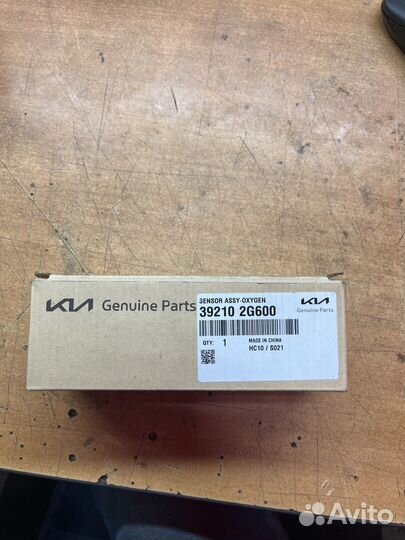 KIA Genuine Parts
SENSOR ASSY-OXYGEN
39210 2G600
KIA
Genuine Parts
QTY: 1
MADE IN CHINA
HC10 / S021
Avito